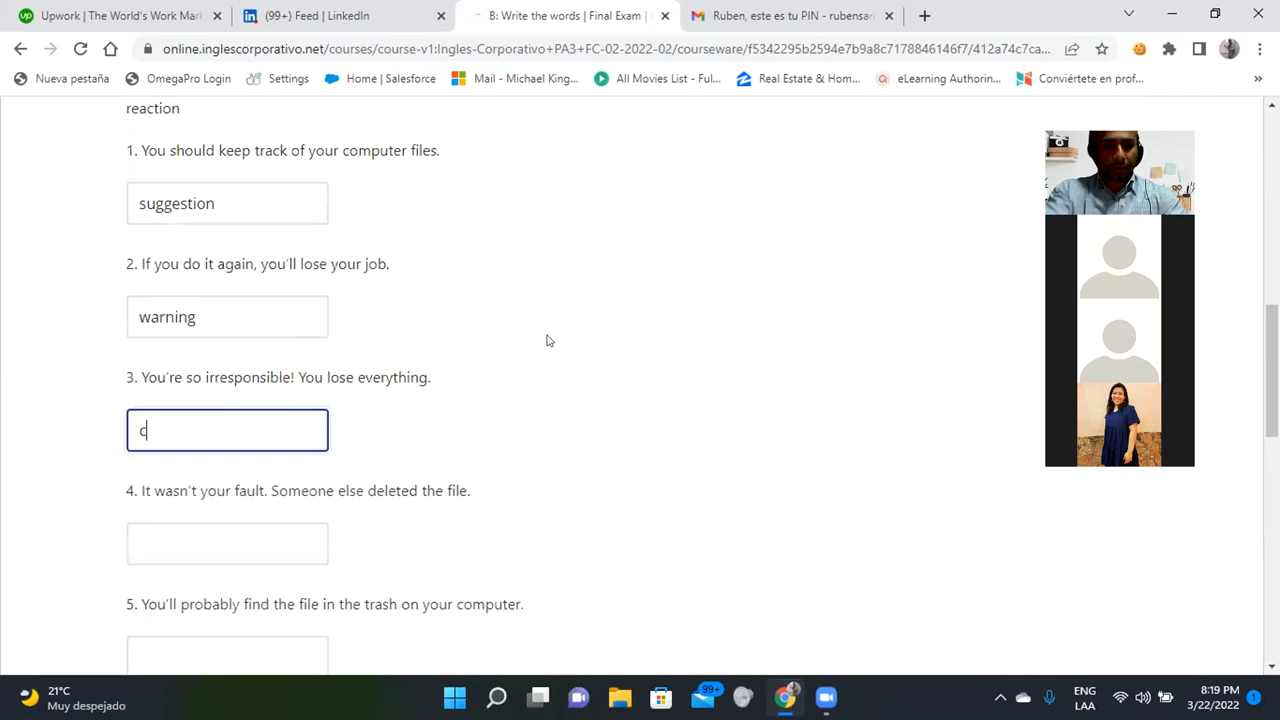 Upwork | The World's Work Mark
(99+) Feed | LinkedIn
B: Write the words | Final Exam |
Ruben, este es tu PIN - rubensan
online.inglescorporativo.net/courses/course-v1:Ingles-Corporativo+PA3+FC-02-2022-02/courseware/f5342295b2594e7b9a8c7178846146f7/412a74c7ca...
Nueva pestaña
OmegaPro Login
Settings
Home | Salesforce
Mail - Michael King...
All Movies List - Ful...
Real Estate & Hom...
eLearning Authorin...
Conviértete en prof...
reaction
1. You should keep track of your computer files.
suggestion
2. If you do it again, you'll lose your job.
warning
3. You're so irresponsible! You lose everything.
c
4. It wasn't your fault. Someone else deleted the file.
5. You'll probably find the file in the trash on your computer.
21°C
Muy despejado
99+
ENG
LAA
8:19 PM
3/22/2022
1